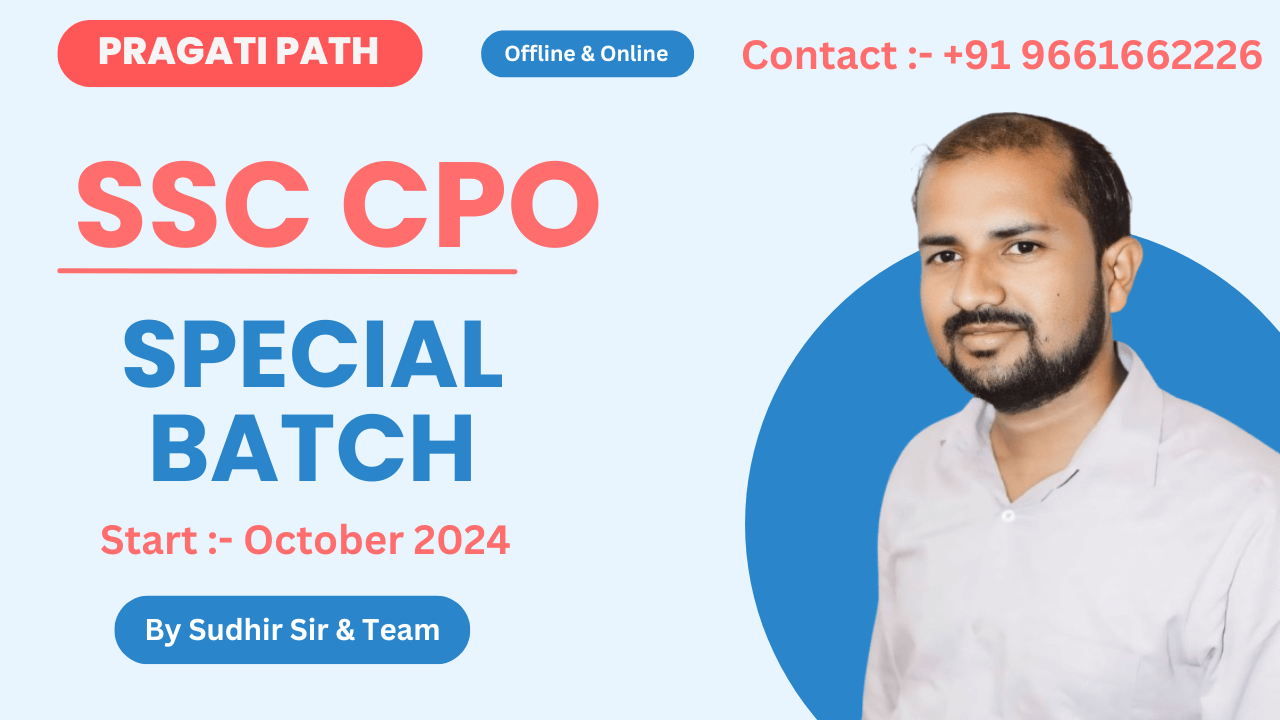 PRAGATI PATH
Offline & Online
Contact :- +91 9661662226
SSC CPO
SPECIAL
BATCH
Start :- October 2024
By Sudhir Sir & Team